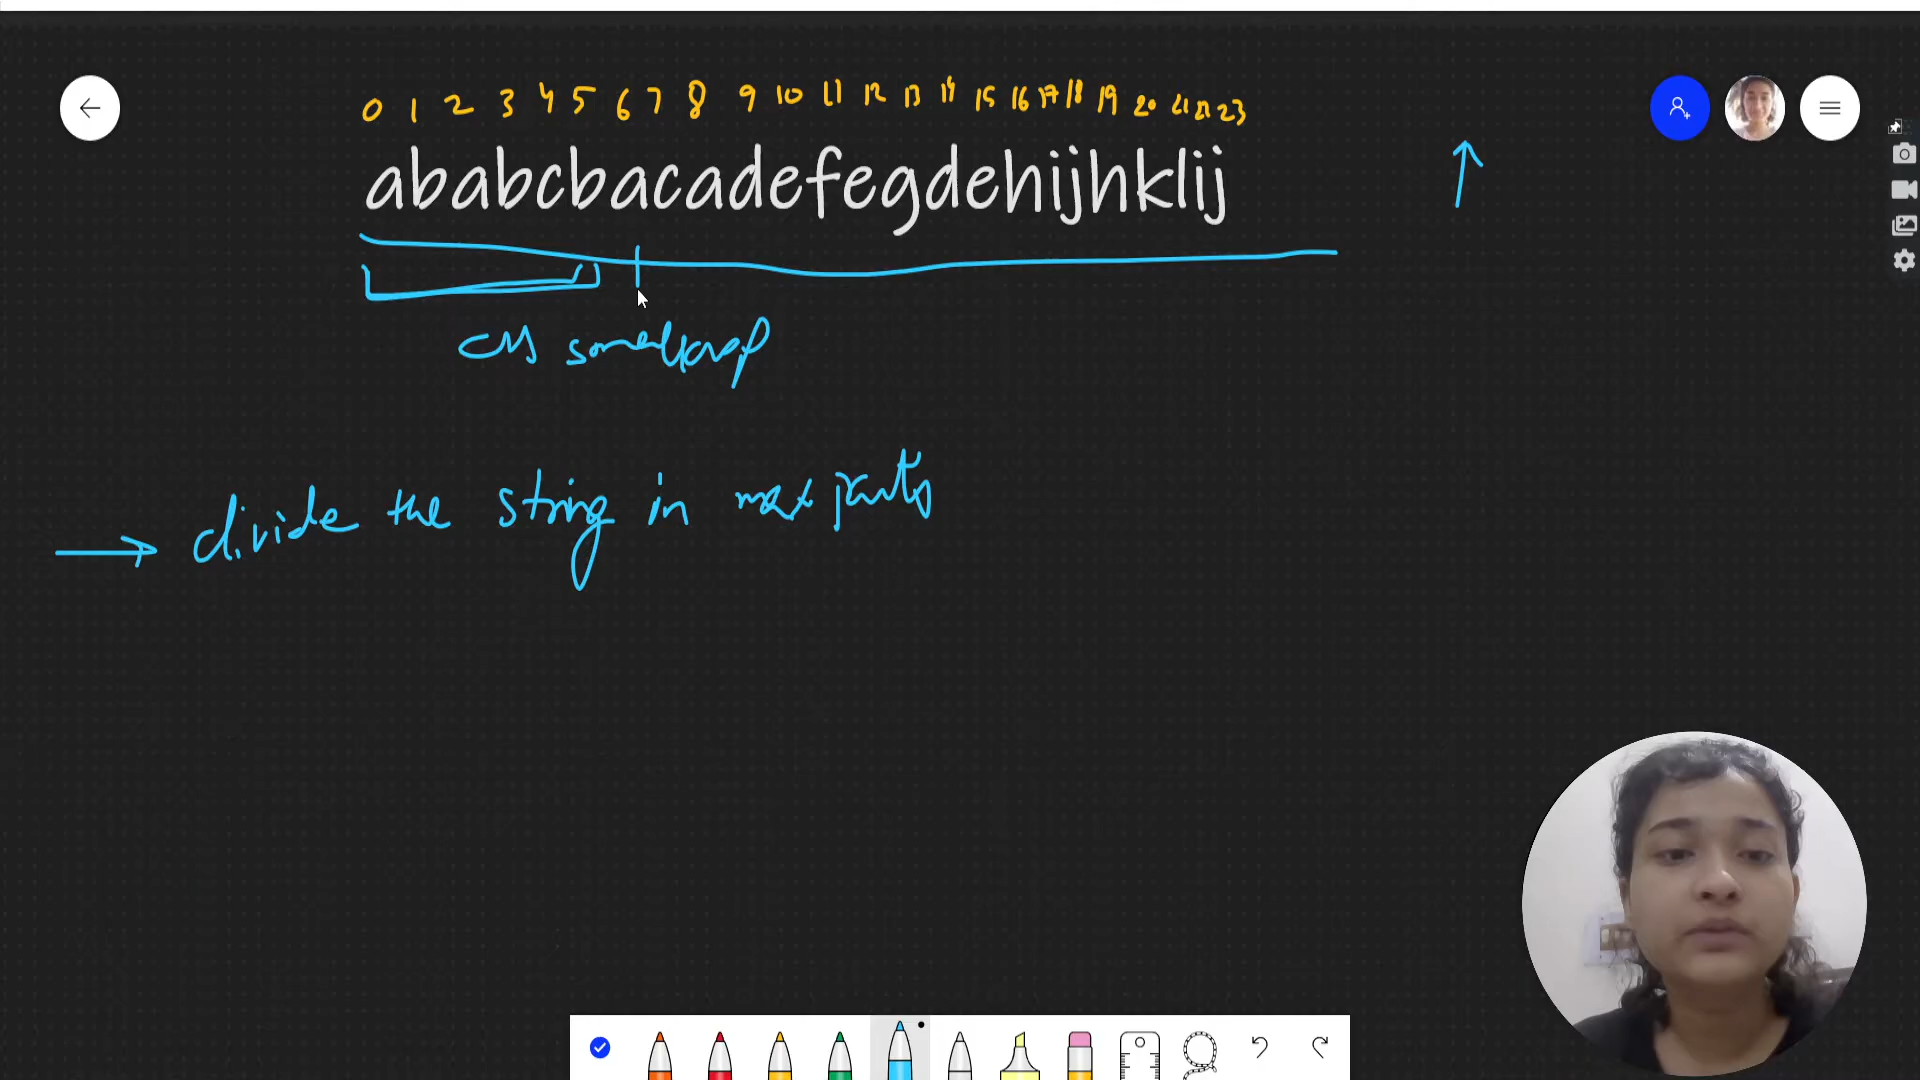 0 1 2 3 4 5 6 7 8 9 10 11 12 13 14 15 16 17 18 19 20 21 22 23
ababcbacadefegdehijhklij
divide the string in max parts